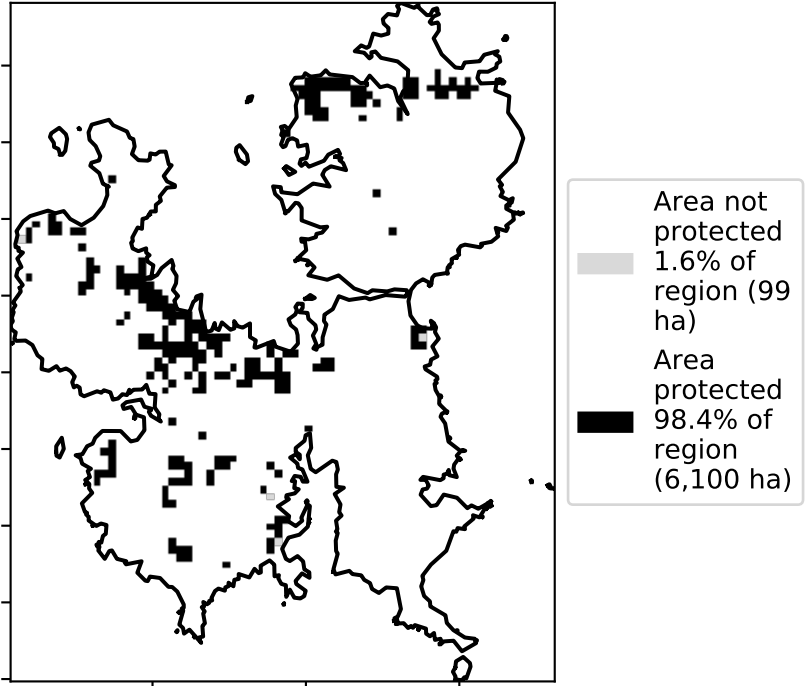 Area not
protected
1.6% of
region (99
ha)
Area
protected
98.4% of
region
(6,100 ha)